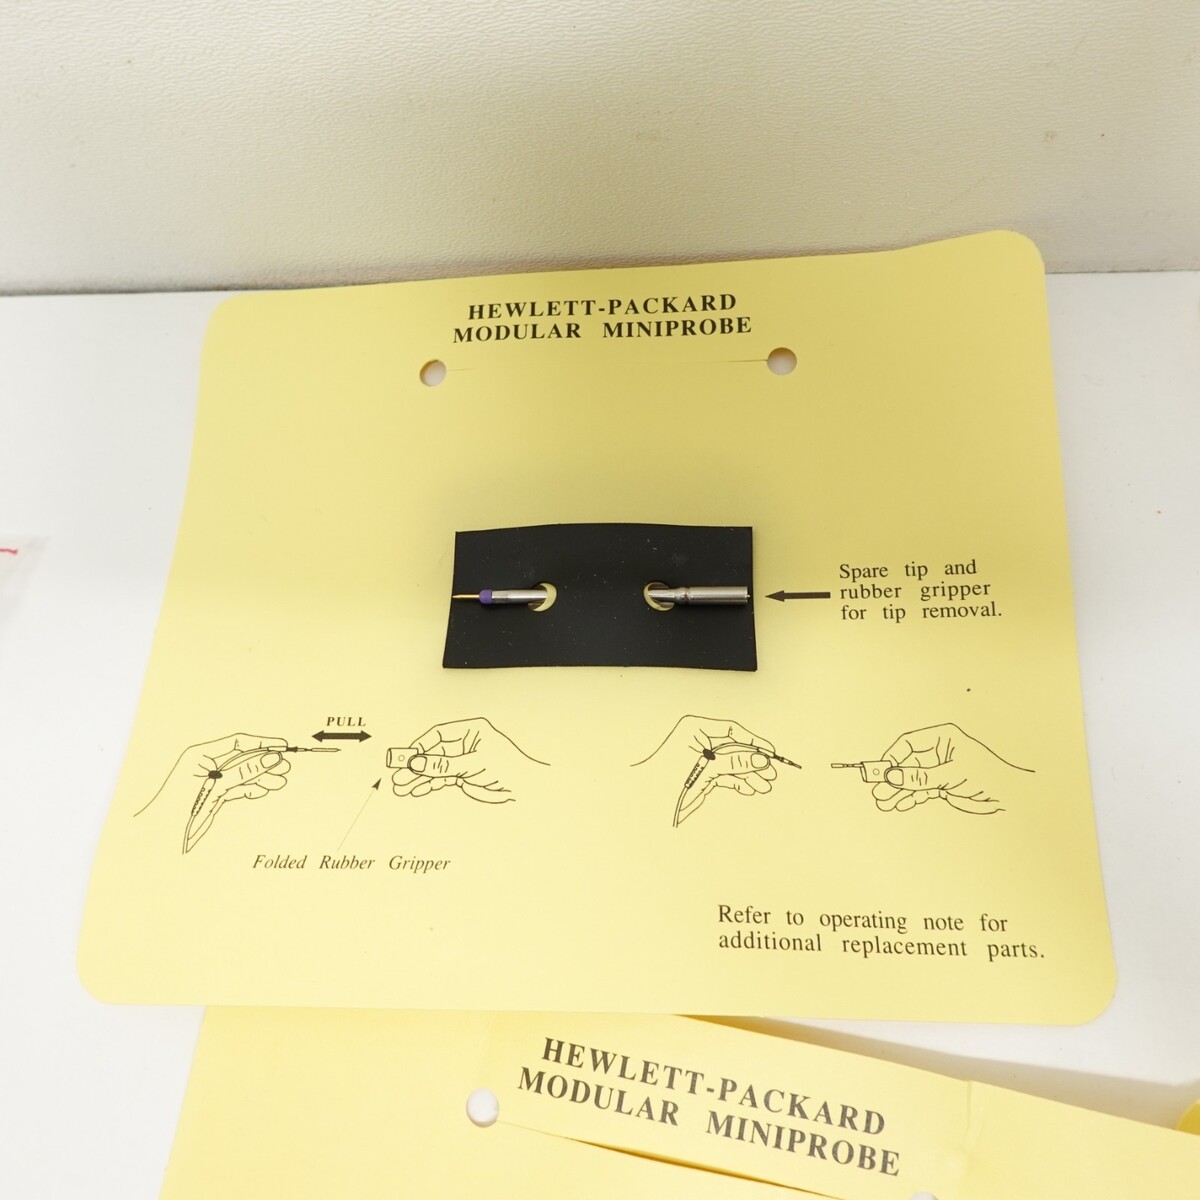 HEWLETT-PACKARD
MODULAR MINIPROBE
Spare tip and
rubber gripper
for tip removal.
PULL
Folded Rubber Gripper
Refer to operating note for
additional replacement parts.
HEWLETT-PACKARD
MODULAR MINIPROBE